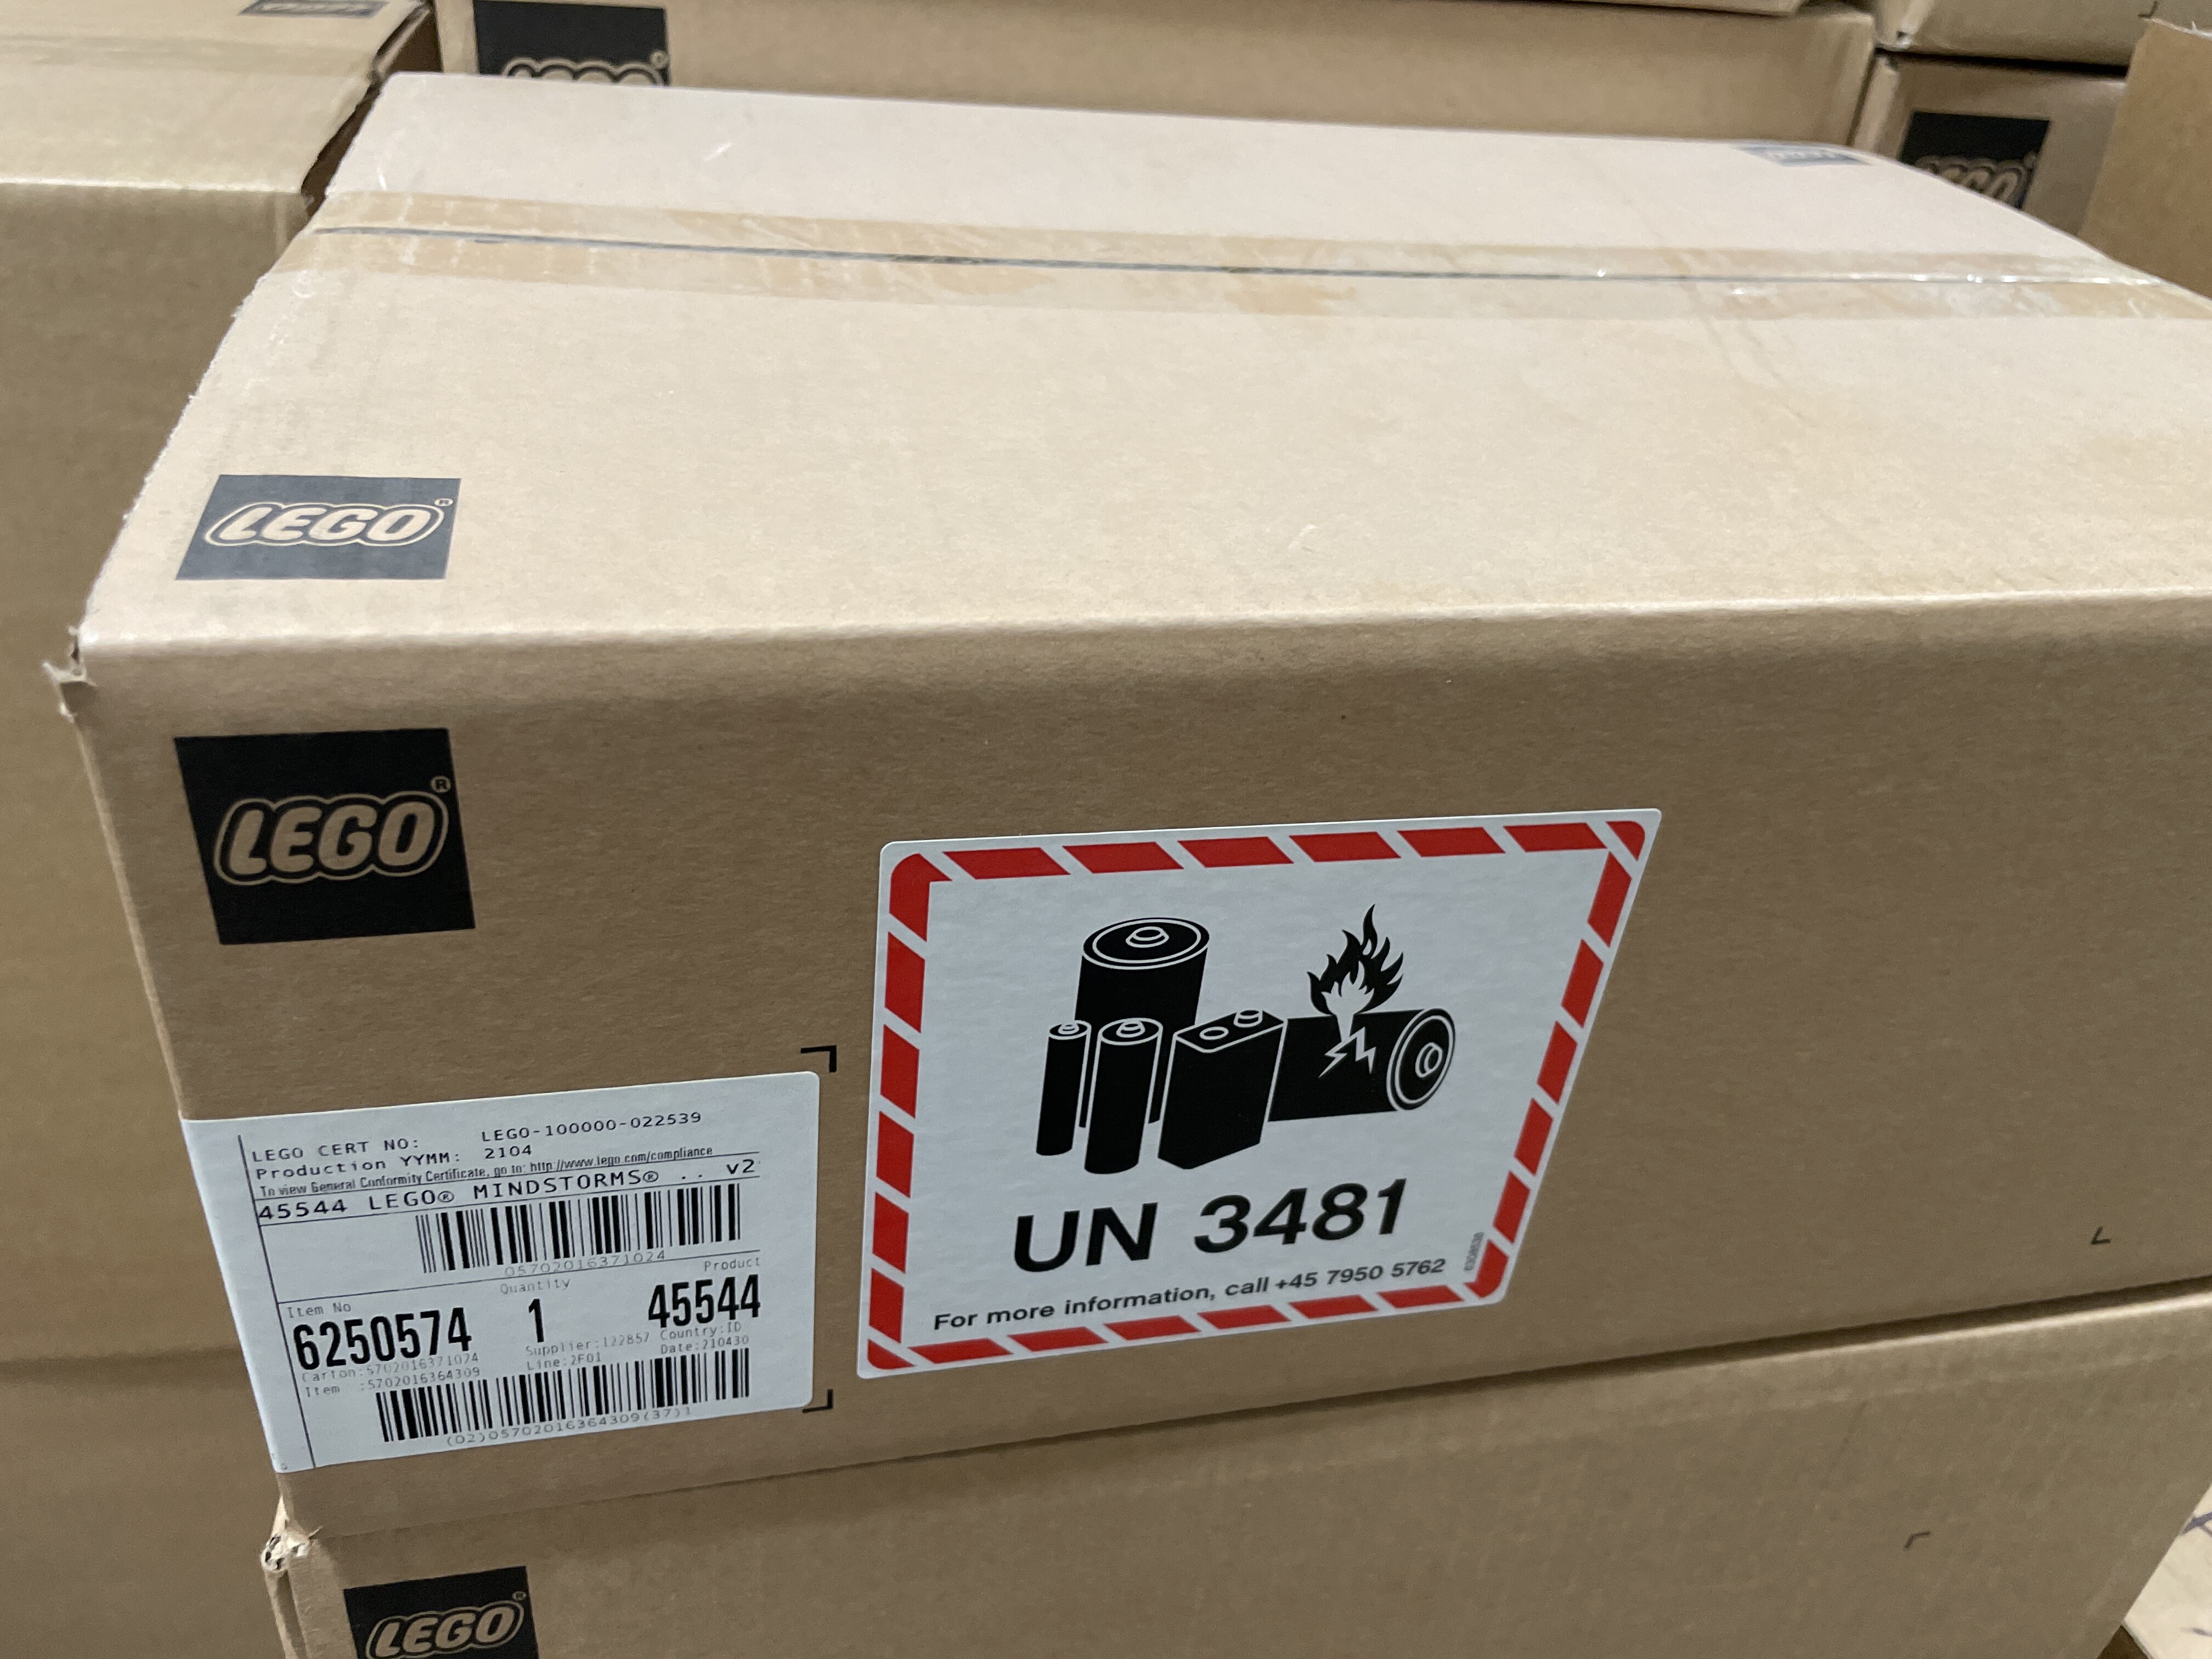 LEGO
LEGO
LEGO
LEGO®
LEGO®
LEGO CERT NO: LEGO-100000-022539
Production YYMM: 2104
To view General Conformity Certificate, go to: http://www.lego.com/compliance
45544 LEGO® MINDSTORMS® .. v2
05702016371024
Item No Quantity Product
6250574 1 45544
Carton:5702016371024 Supplier:122857 Country:ID
Item :5702016364309 Line:2F01 Date:210430
(02)05702016364309(37)1
UN 3481
For more information, call +45 7950 5762
LEGO®